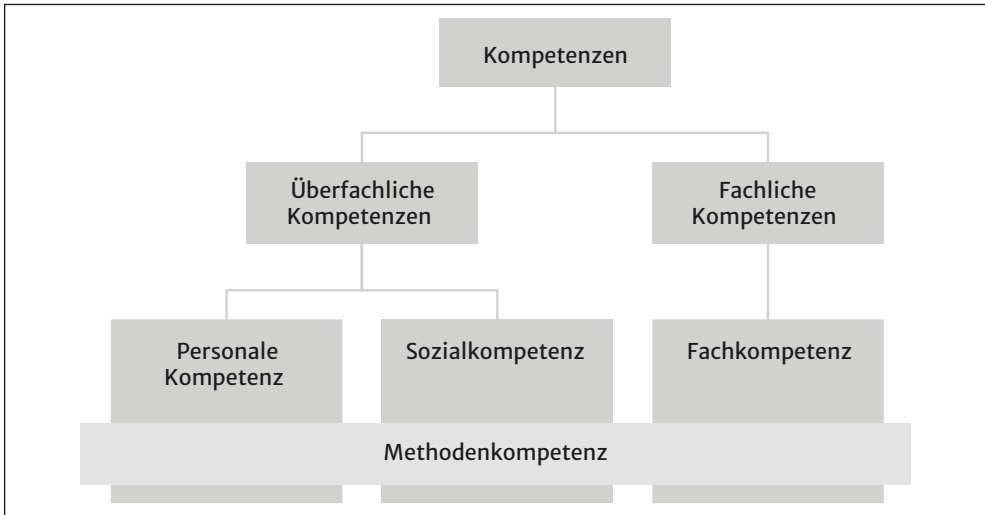 Kompetenzen
Überfachliche
Kompetenzen
Fachliche
Kompetenzen
Personale
Kompetenz
Sozialkompetenz
Fachkompetenz
Methodenkompetenz